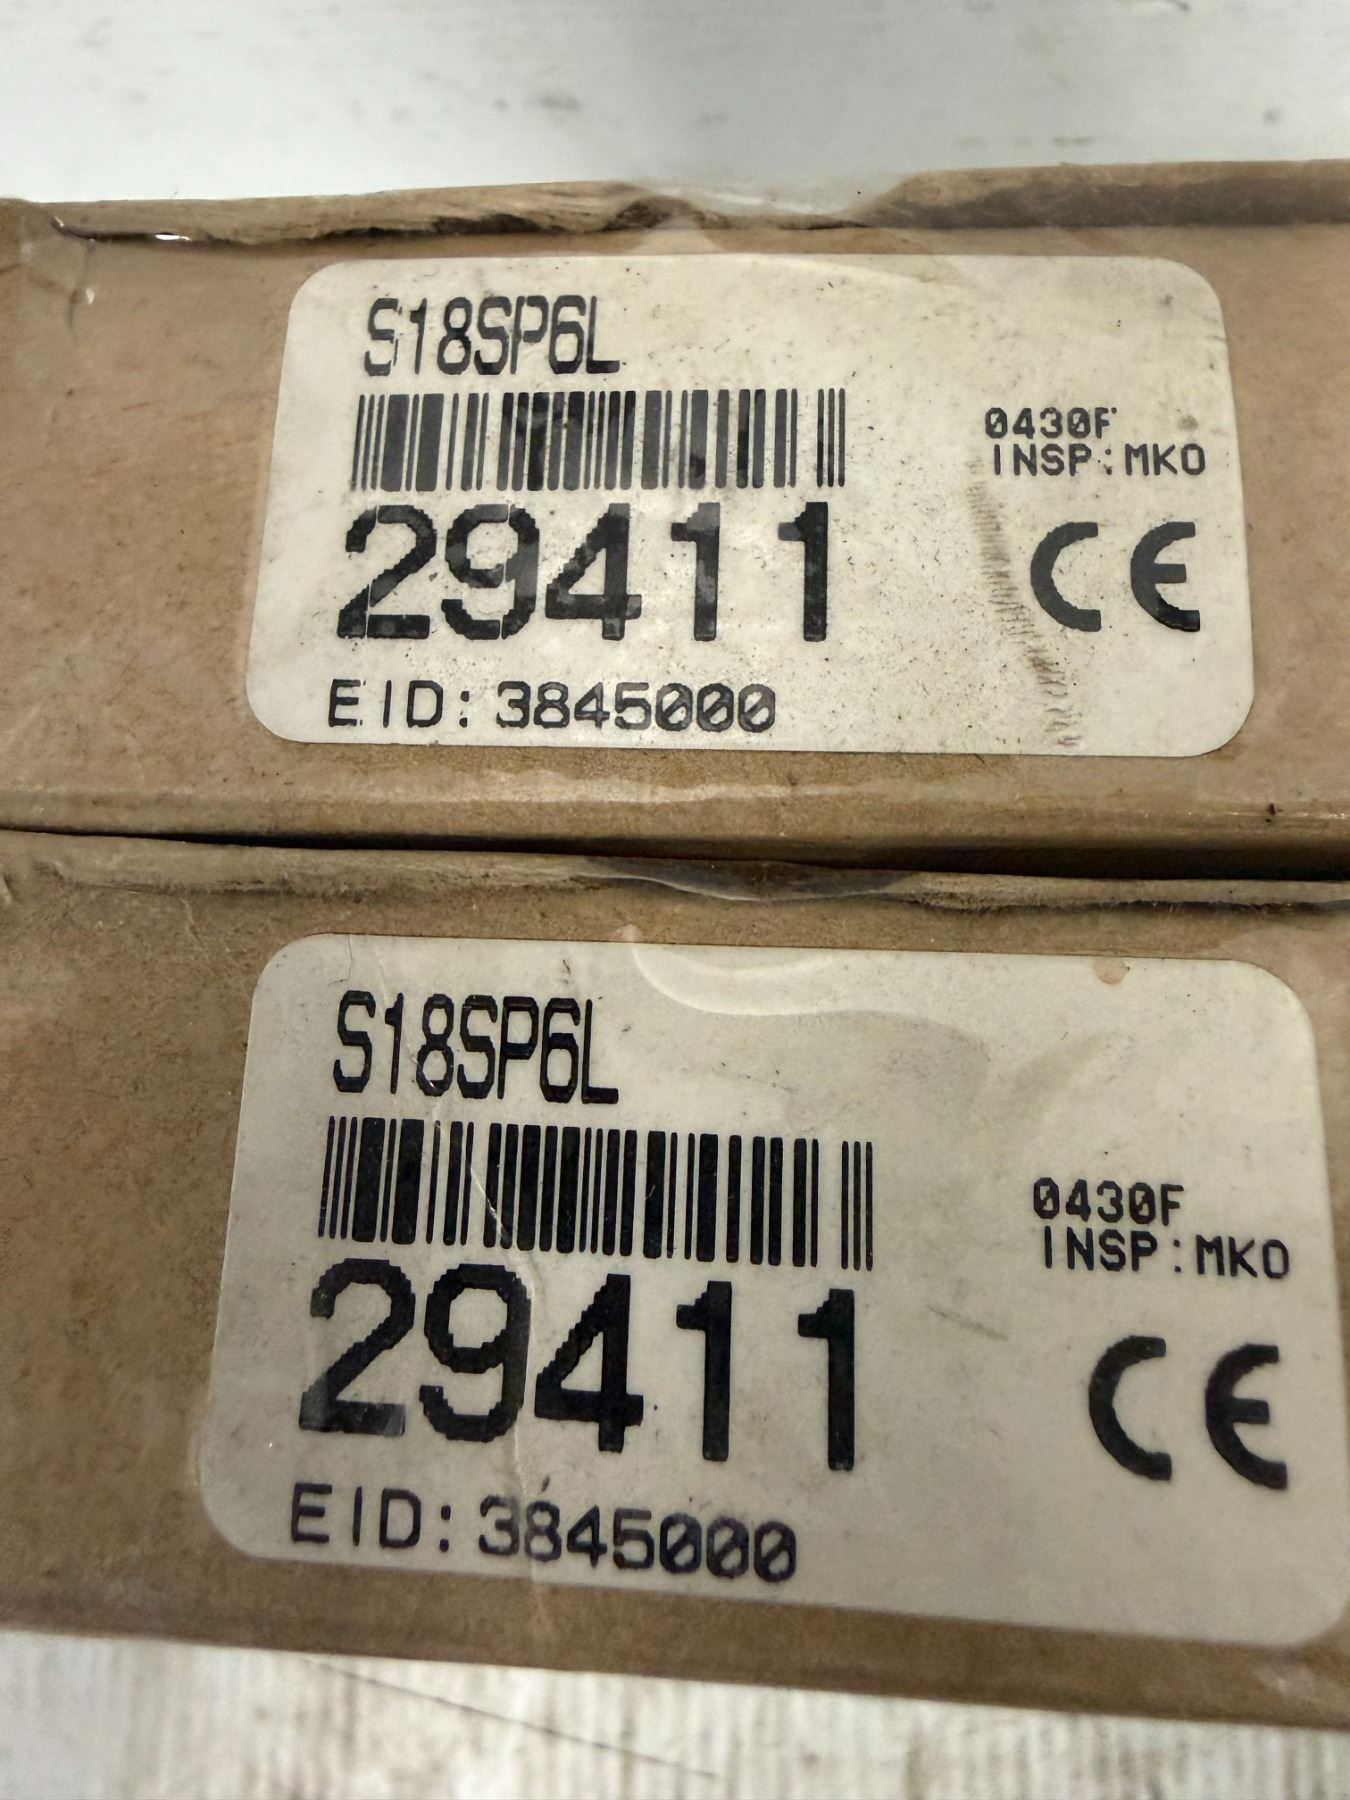 S18SP6L
0430F
INSP:MKO
29411
CE
EID:3845000
S18SP6L
0430F
INSP:MKO
29411
CE
EID:3845000